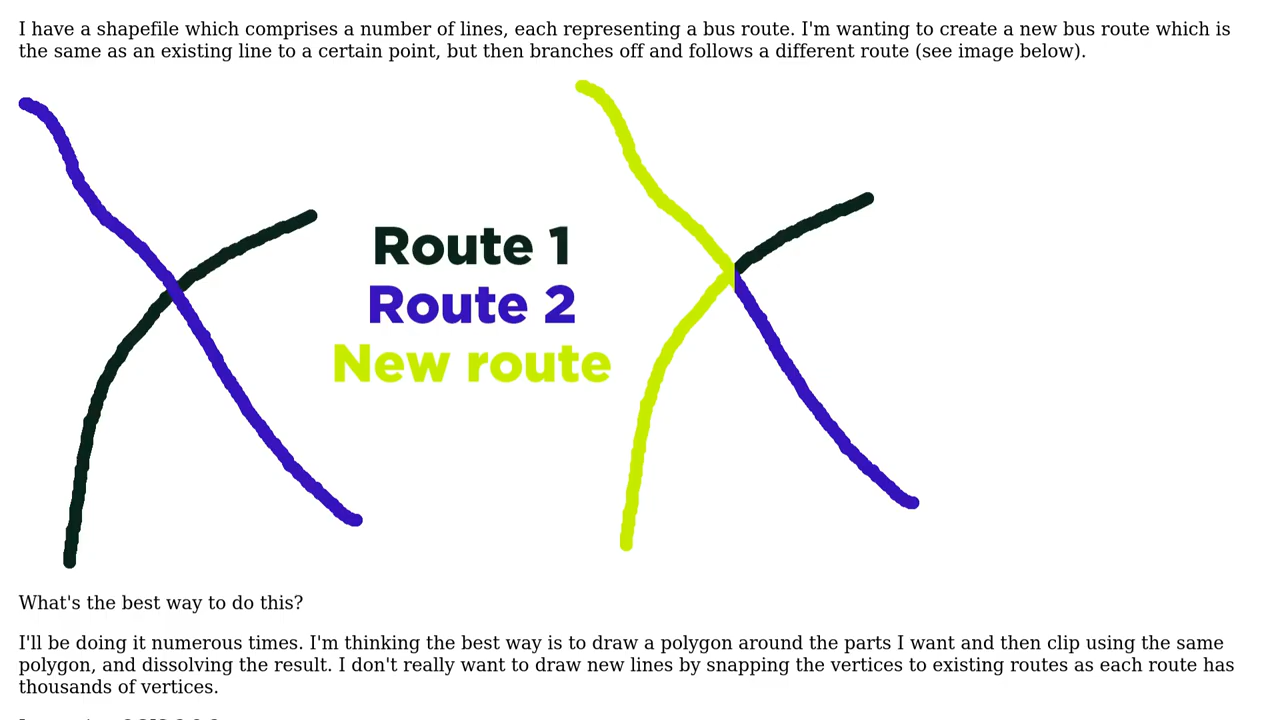 I have a shapefile which comprises a number of lines, each representing a bus route. I'm wanting to create a new bus route which is
the same as an existing line to a certain point, but then branches off and follows a different route (see image below).
Route 1
Route 2
New route
What's the best way to do this?
I'll be doing it numerous times. I'm thinking the best way is to draw a polygon around the parts I want and then clip using the same
polygon, and dissolving the result. I don't really want to draw new lines by snapping the vertices to existing routes as each route has
thousands of vertices.